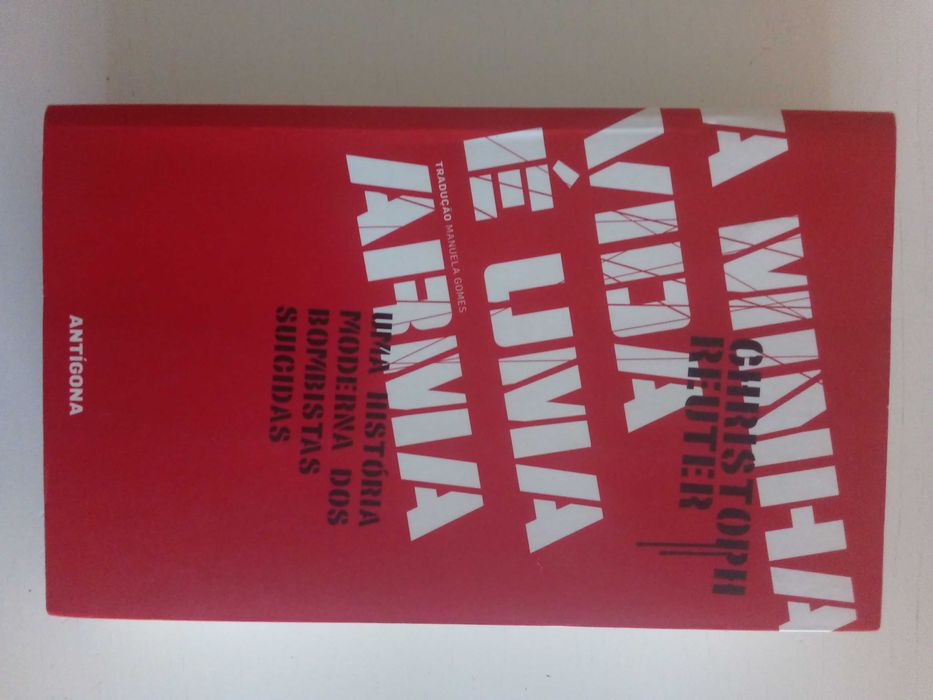 A MINHA
VIDA
É UMA
ARMA
CHRISTOPH
REUTER
TRADUÇÃO MANUELA GOMES
UMA HISTÓRIA
MODERNA DOS
BOMBISTAS
SUICIDAS
ANTÍGONA